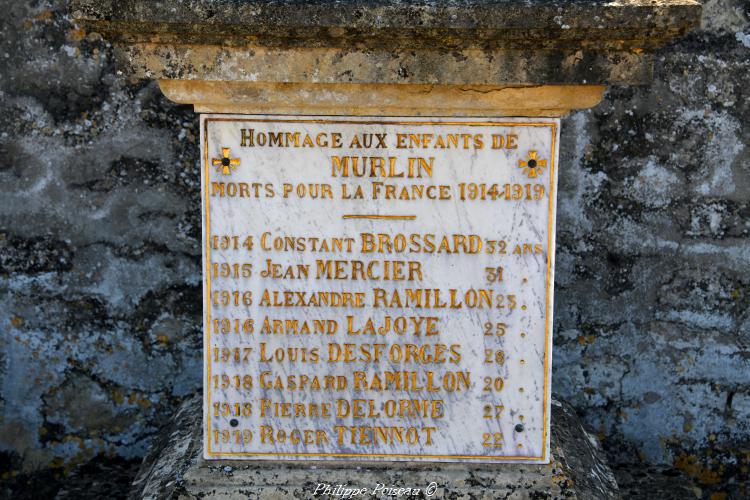 HOMMAGE AUX ENFANTS DE
MURLIN
MORTS POUR LA FRANCE 1914-1919
1914 CONSTANT BROSSARD 32 ANS
1915 JEAN MERCIER 31 .
1916 ALEXANDRE RAMILLON 23 .
1916 ARMAND LAJOYE 25 .
1917 LOUIS DESFORGES 26 .
1918 GASPARD RAMILLON 20 .
1918 PIERRE DELORME 27 .
1919 ROGER TIENNOT 22 .
Philippe Poiseau ©